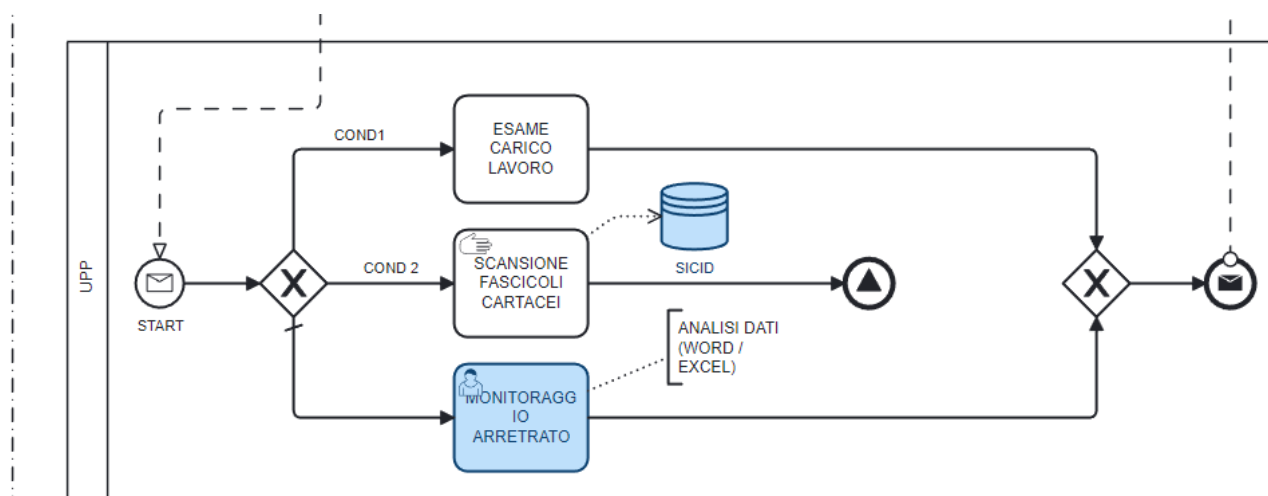 UPP
START
COND1
ESAME
CARICO
LAVORO
COND 2
SCANSIONE
FASCICOLI
CARTACEI
SICID
ANALISI DATI
(WORD /
EXCEL)
MONITORAGG
IO
ARRETRATO